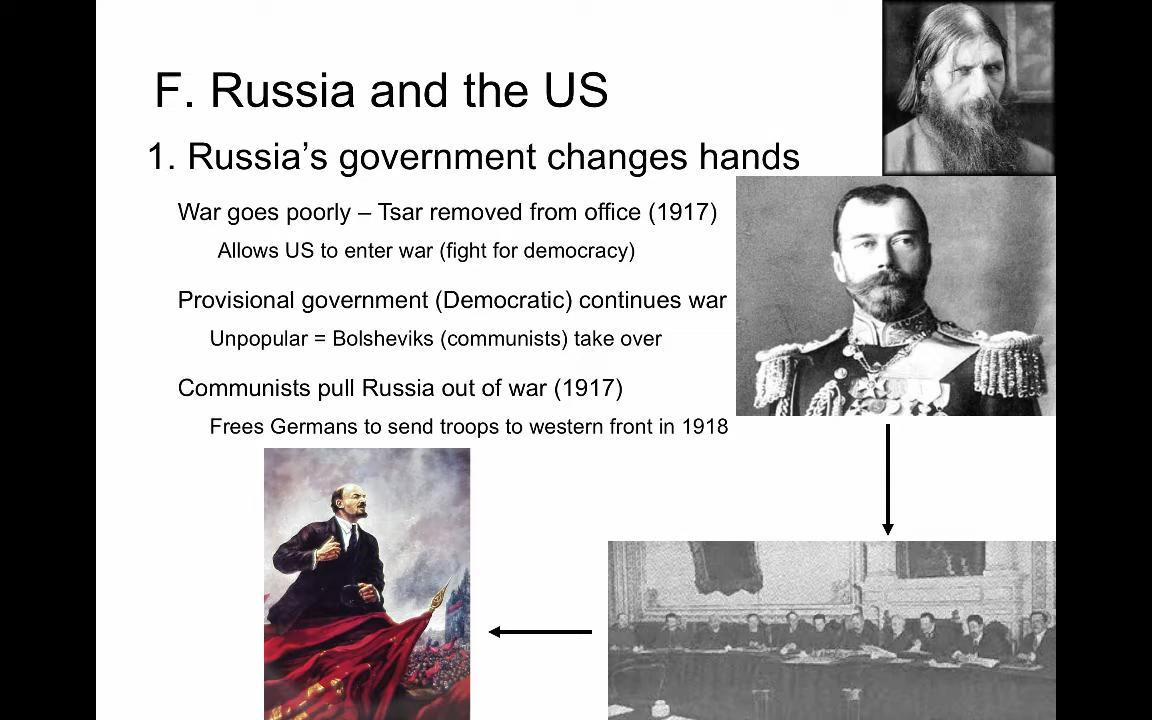 F. Russia and the US
1. Russia’s government changes hands
War goes poorly – Tsar removed from office (1917)
Allows US to enter war (fight for democracy)
Provisional government (Democratic) continues war
Unpopular = Bolsheviks (communists) take over
Communists pull Russia out of war (1917)
Frees Germans to send troops to western front in 1918